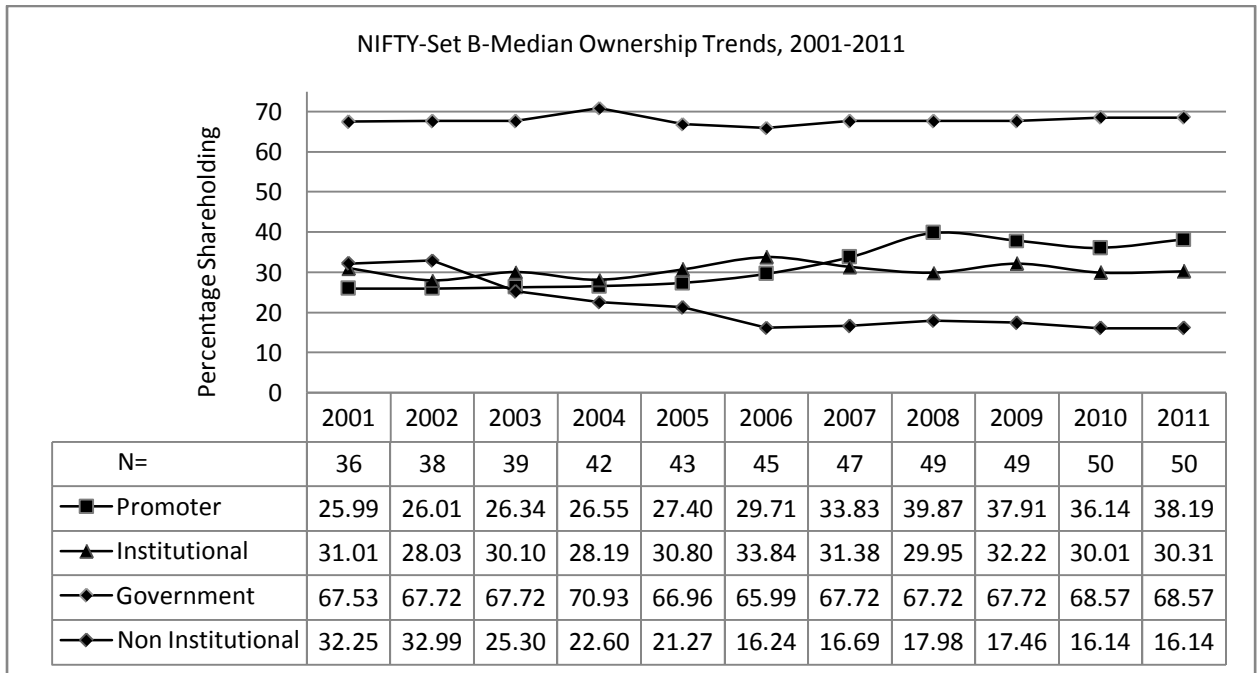 NIFTY-Set B-Median Ownership Trends, 2001-2011
Percentage Shareholding
70
60
50
40
30
20
10
0
2001 2002 2003 2004 2005 2006 2007 2008 2009 2010 2011
N= 36 38 39 42 43 45 47 49 49 50 50
Promoter 25.99 26.01 26.34 26.55 27.40 29.71 33.83 39.87 37.91 36.14 38.19
Institutional 31.01 28.03 30.10 28.19 30.80 33.84 31.38 29.95 32.22 30.01 30.31
Government 67.53 67.72 67.72 70.93 66.96 65.99 67.72 67.72 67.72 68.57 68.57
Non Institutional 32.25 32.99 25.30 22.60 21.27 16.24 16.69 17.98 17.46 16.14 16.14